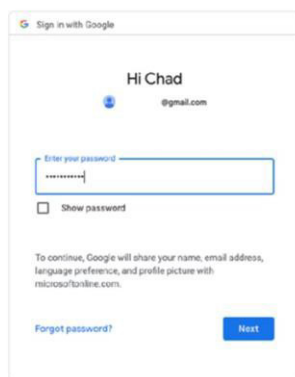 Sign in with Google
Hi Chad
@gmail.com
Enter your password
Show password
To continue, Google will share your name, email address,
language preference, and profile picture with
microsoftonline.com.
Forgot password?
Next